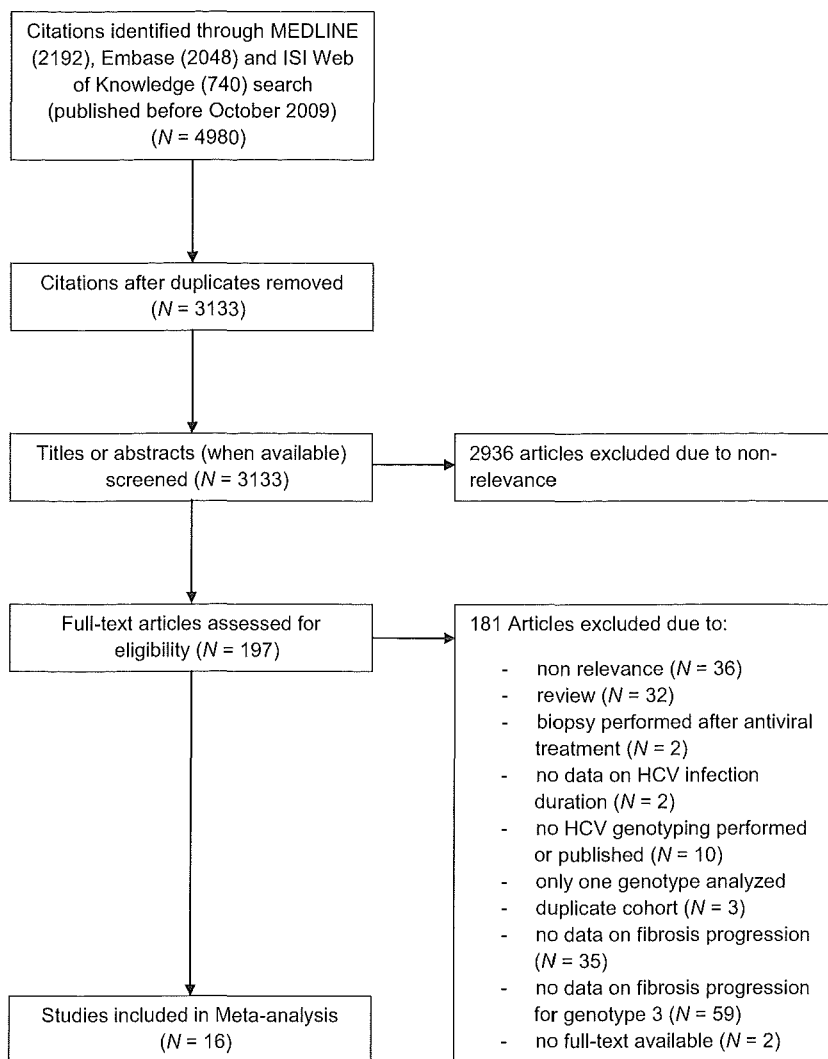 Citations identified through MEDLINE
(2192), Embase (2048) and ISI Web
of Knowledge (740) search
(published before October 2009)
(N = 4980)
Citations after duplicates removed
(N = 3133)
Titles or abstracts (when available)
screened (N = 3133)
2936 articles excluded due to non-
relevance
Full-text articles assessed for
eligibility (N = 197)
181 Articles excluded due to:
- non relevance (N = 36)
- review (N = 32)
- biopsy performed after antiviral
treatment (N = 2)
- no data on HCV infection
duration (N = 2)
- no HCV genotyping performed
or published (N = 10)
- only one genotype analyzed
- duplicate cohort (N = 3)
- no data on fibrosis progression
(N = 35)
- no data on fibrosis progression
for genotype 3 (N = 59)
- no full-text available (N = 2)
Studies included in Meta-analysis
(N = 16)